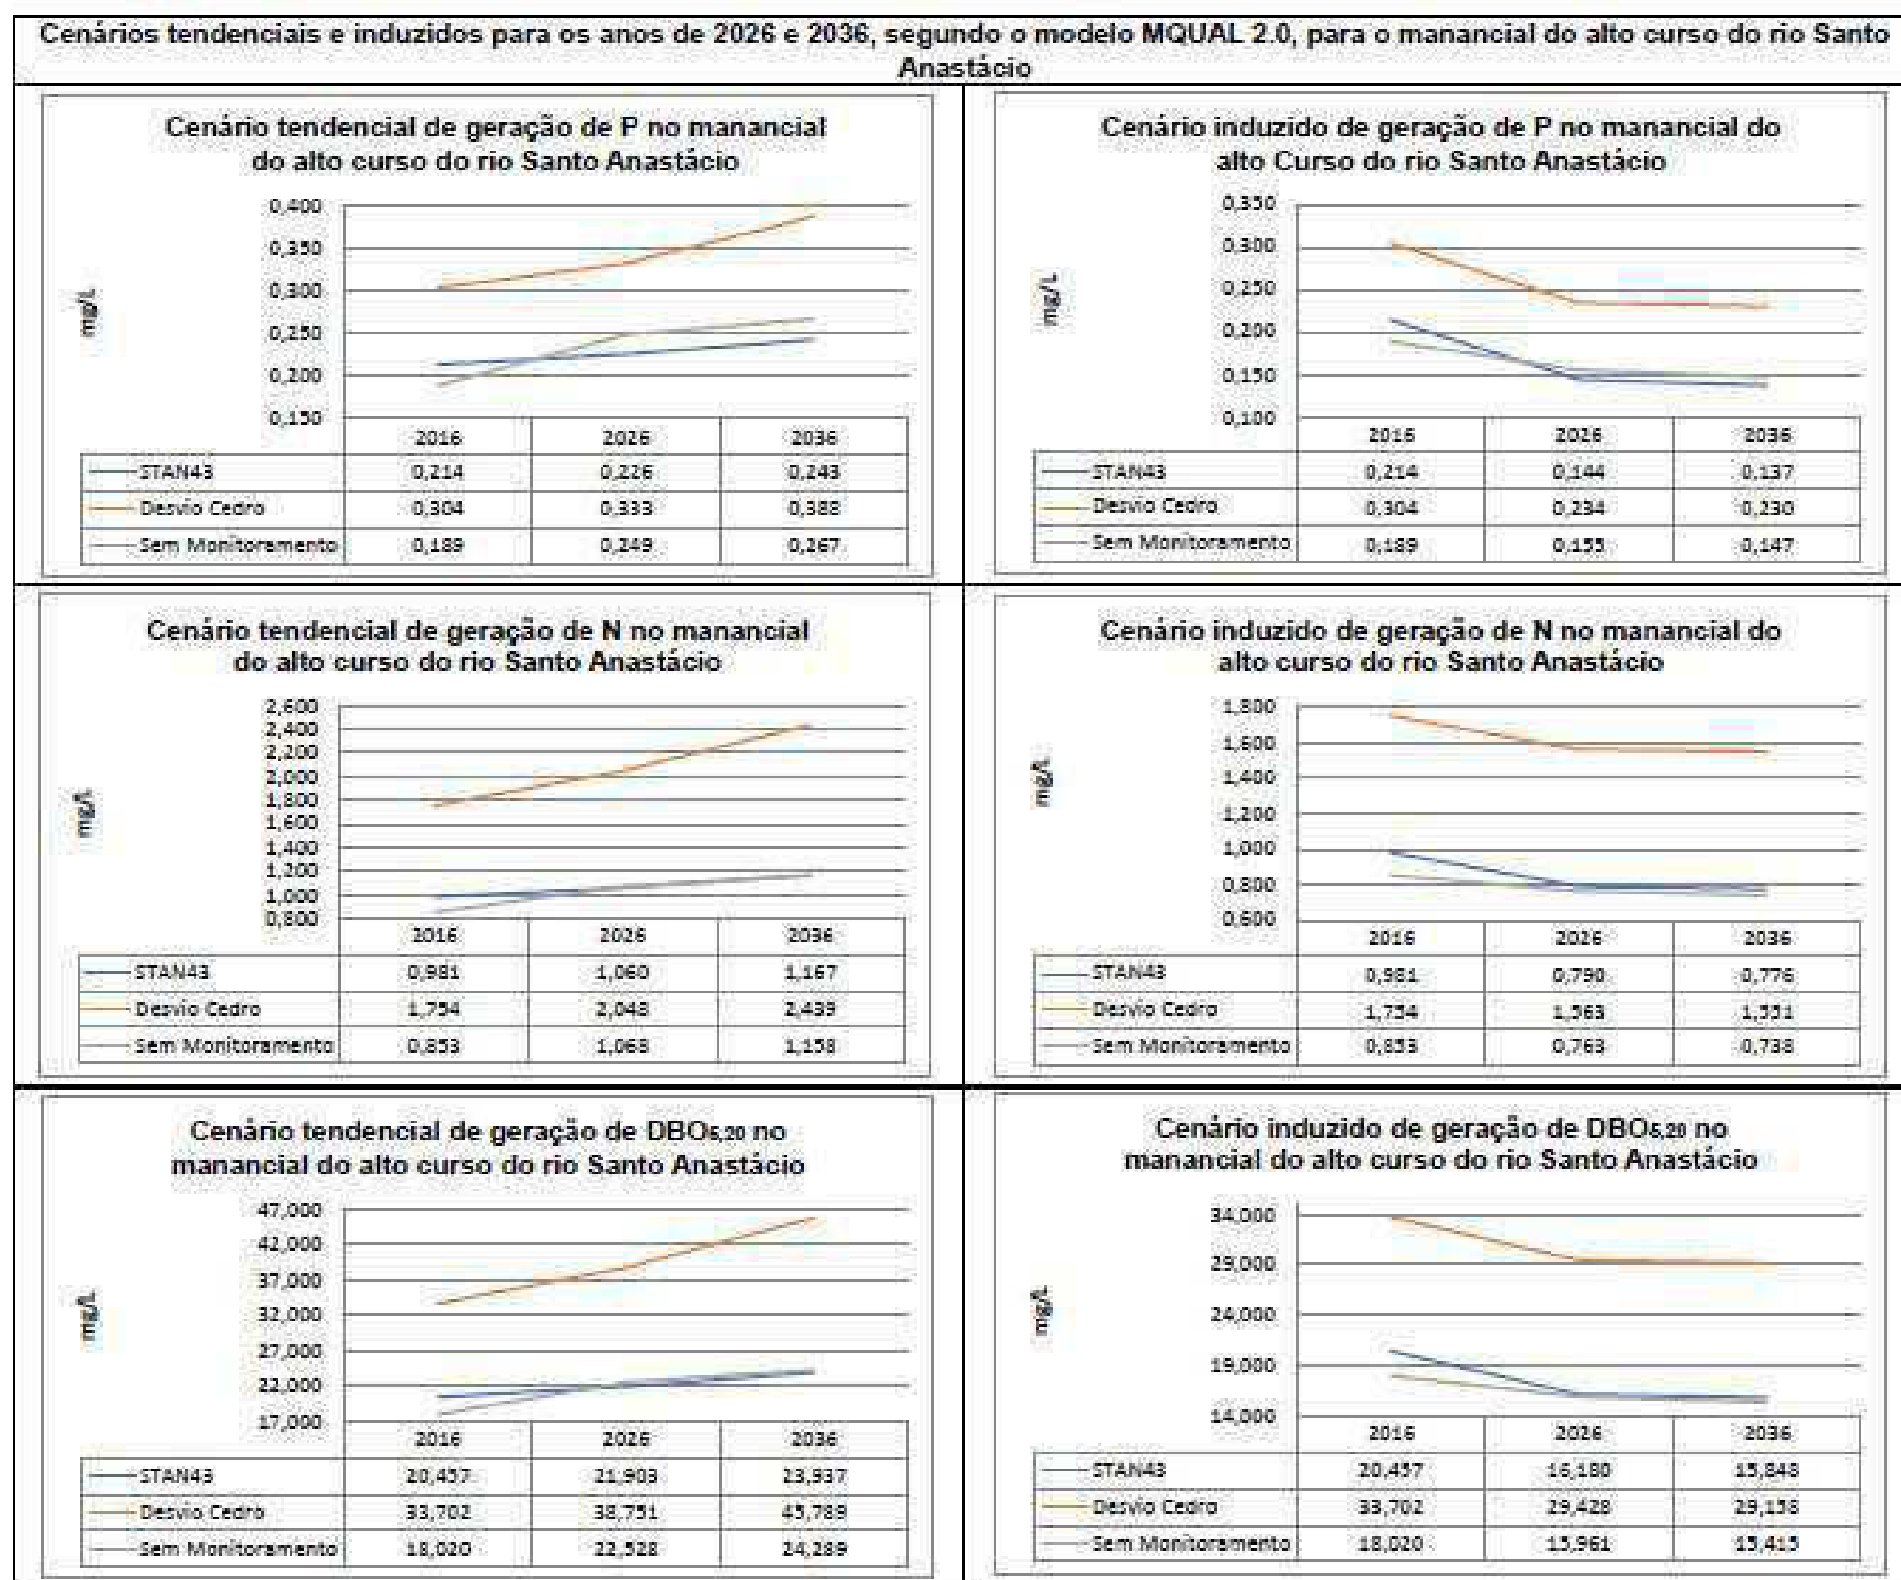 Cenários tendenciais e induzidos para os anos de 2026 e 2036, segundo o modelo MQUAL 2.0, para o manancial do alto curso do rio Santo
Anastácio
Cenário tendencial de geração de P no manancial
do alto curso do rio Santo Anastácio
mg/L
0,400
0,350
0,300
0,250
0,200
0,150
2016 2026 2036
STAN43 0,214 0,226 0,243
Desvio Cedro 0,304 0,333 0,388
Sem Monitoramento 0,189 0,249 0,267
Cenário induzido de geração de P no manancial do
alto Curso do rio Santo Anastácio
mg/L
0,350
0,300
0,250
0,200
0,150
0,100
2016 2026 2036
STAN43 0,214 0,144 0,137
Desvio Cedro 0,304 0,234 0,230
Sem Monitoramento 0,189 0,155 0,147
Cenário tendencial de geração de N no manancial
do alto curso do rio Santo Anastácio
mg/L
2,600
2,400
2,200
2,000
1,800
1,600
1,400
1,200
1,000
0,800
2016 2026 2036
STAN43 0,981 1,060 1,167
Desvio Cedro 1,754 2,043 2,439
Sem Monitoramento 0,853 1,068 1,158
Cenário induzido de geração de N no manancial do
alto curso do rio Santo Anastácio
mg/L
1,800
1,600
1,400
1,200
1,000
0,800
0,600
2016 2026 2036
STAN43 0,981 0,790 0,776
Desvio Cedro 1,754 1,563 1,551
Sem Monitoramento 0,853 0,763 0,738
Cenário tendencial de geração de DBO5,20 no
manancial do alto curso do rio Santo Anastácio
mg/L
47,000
42,000
37,000
32,000
27,000
22,000
17,000
2016 2026 2036
STAN43 20,457 21,903 23,937
Desvio Cedro 33,702 38,751 45,789
Sem Monitoramento 18,020 22,528 24,289
Cenário induzido de geração de DBO5,20 no
manancial do alto curso do rio Santo Anastácio
mg/L
34,000
29,000
24,000
19,000
14,000
2016 2026 2036
STAN43 20,457 16,180 15,848
Desvio Cedro 33,702 29,428 29,158
Sem Monitoramento 18,020 15,961 15,415